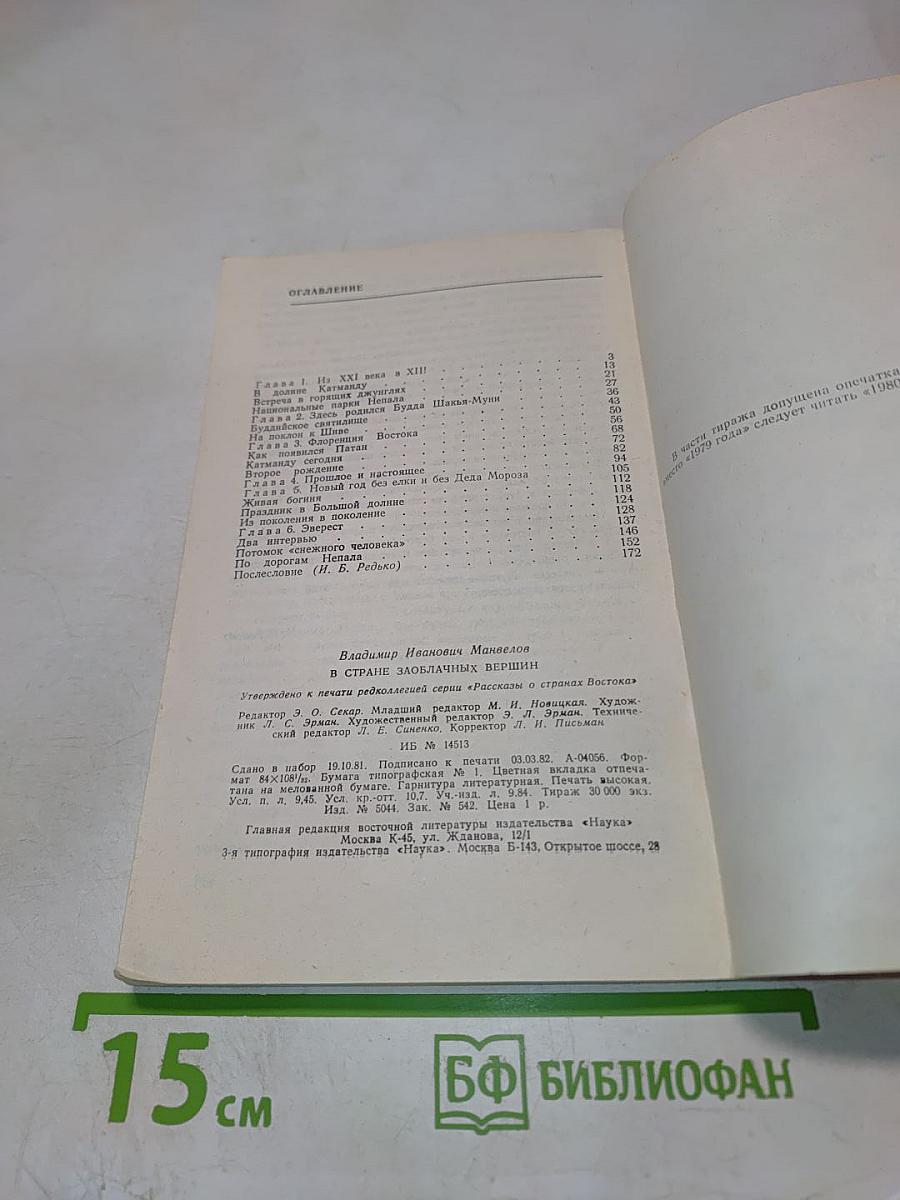 ОГЛАВЛЕНИЕ
Глава 1. Из XXI века в XII! . . . . . . 3
В долине Катманду . . . . . . 13
Встреча в горящих джунглях . . . . . . 21
Национальные парки Непала . . . . . . 27
Глава 2. Здесь родился Будда Шакья-Муни . . . . . . 36
Буддийское святилище . . . . . . 43
На поклон к Шиве . . . . . . 50
Глава 3. Флоренция Востока . . . . . . 56
Как появился Патан . . . . . . 68
Катманду сегодня . . . . . . 72
Второе рождение . . . . . . 82
Глава 4. Прошлое и настоящее . . . . . . 94
Глава 5. Новый год без елки и без Деда Мороза . . . . . . 105
Живая богиня . . . . . . 112
Праздник в Большой долине . . . . . . 118
Из поколения в поколение . . . . . . 124
Глава 6. Эверест . . . . . . 128
Два интервью . . . . . . 137
Потомок «снежного человека» . . . . . . 146
По дорогам Непала . . . . . . 152
Послесловие (И. Б. Редько) . . . . . . 172
Владимир Иванович Манвелов
В СТРАНЕ ЗАОБЛАЧНЫХ ВЕРШИН
Утверждено к печати редколлегией серии «Рассказы о странах Востока»
Редактор Э. О. Секар. Младший редактор М. И. Новицкая. Худож-
ник Л. С. Эрман. Художественный редактор Э. Л. Эрман. Техниче-
ский редактор Л. Е. Синенко. Корректор Л. И. Письман
ИБ № 14513
Сдано в набор 19.10.81. Подписано к печати 03.03.82. А-04056. Фор-
мат 84×108¹/₃₂. Бумага типографская № 1. Цветная вкладка отпеча-
тана на мелованной бумаге. Гарнитура литературная. Печать высокая.
Усл. п. л. 9,45. Усл. кр.-отт. 10,7. Уч.-изд. л. 9,84. Тираж 30 000 экз.
Изд. № 5044. Зак. № 542. Цена 1 р.
Главная редакция восточной литературы издательства «Наука»
Москва К-45, ул. Жданова, 12/1
3-я типография издательства «Наука». Москва Б-143, Открытое шоссе, 28
В части тиража допущена опечатка
вместо «1979 года» следует читать «1980
15 см
БФ БИБЛИОФАН